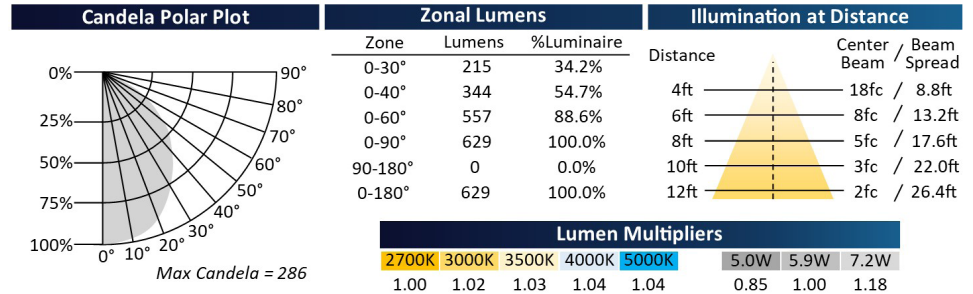 Candela Polar Plot
0%
25%
50%
75%
100%
0°
10°
20°
30°
40°
50°
60°
70°
80°
90°
Max Candela = 286
Zonal Lumens
Zone Lumens %Luminaire
0-30° 215 34.2%
0-40° 344 54.7%
0-60° 557 88.6%
0-90° 629 100.0%
90-180° 0 0.0%
0-180° 629 100.0%
Illumination at Distance
Distance Center Beam / Beam Spread
4ft 18fc / 8.8ft
6ft 8fc / 13.2ft
8ft 5fc / 17.6ft
10ft 3fc / 22.0ft
12ft 2fc / 26.4ft
Lumen Multipliers
2700K 3000K 3500K 4000K 5000K 5.0W 5.9W 7.2W
1.00 1.02 1.03 1.04 1.04 0.85 1.00 1.18